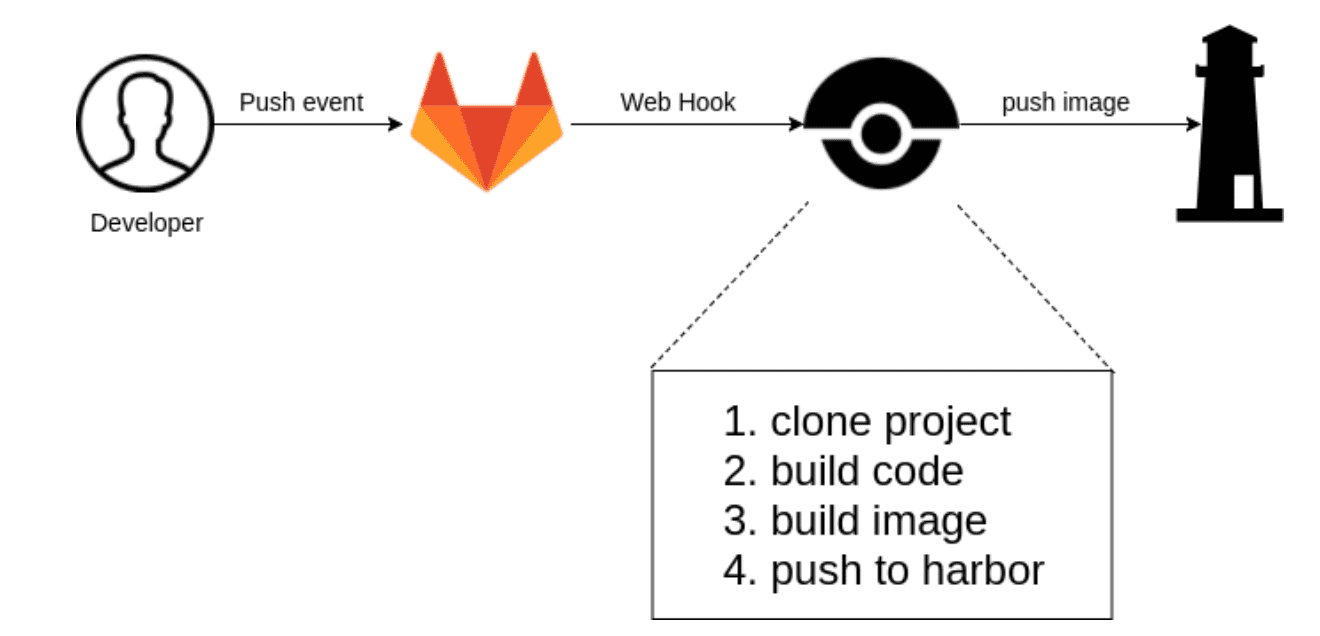 Push event
Web Hook
push image
Developer
1. clone project
2. build code
3. build image
4. push to harbor